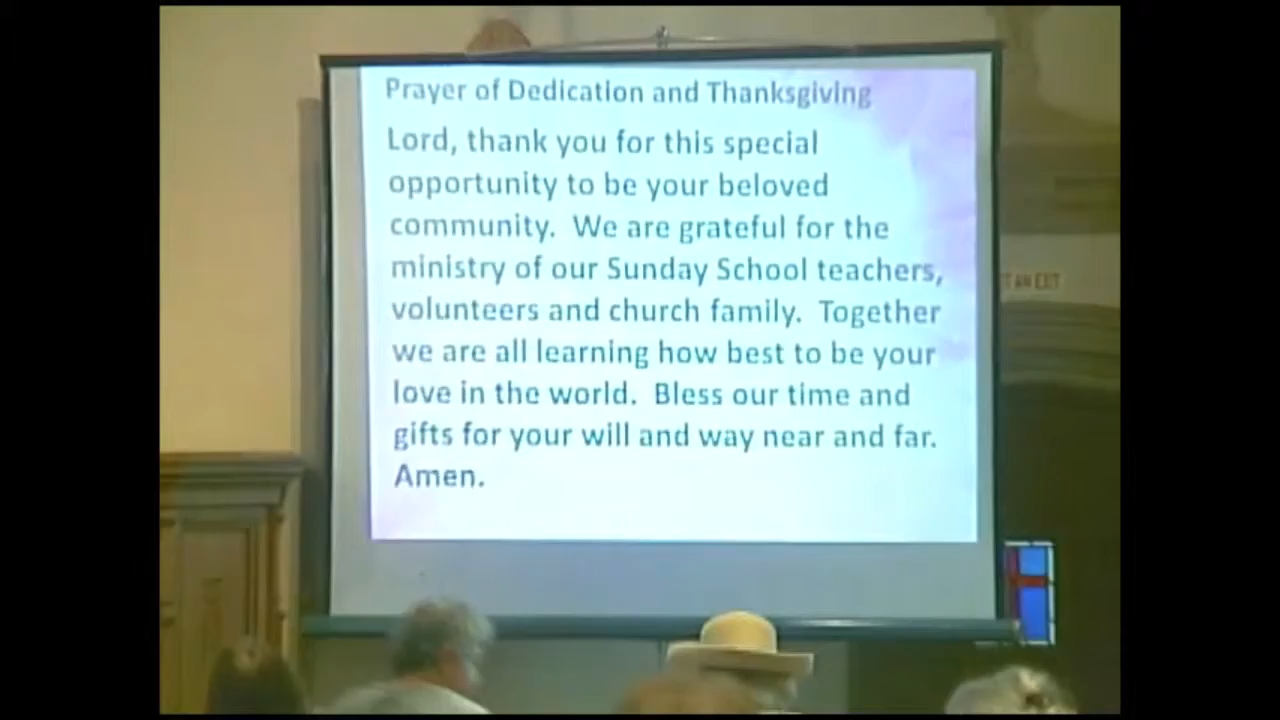 Prayer of Dedication and Thanksgiving
Lord, thank you for this special
opportunity to be your beloved
community.  We are grateful for the
ministry of our Sunday School teachers,
volunteers and church family.  Together
we are all learning how best to be your
love in the world.  Bless our time and
gifts for your will and way near and far.
Amen.
AN EXIT